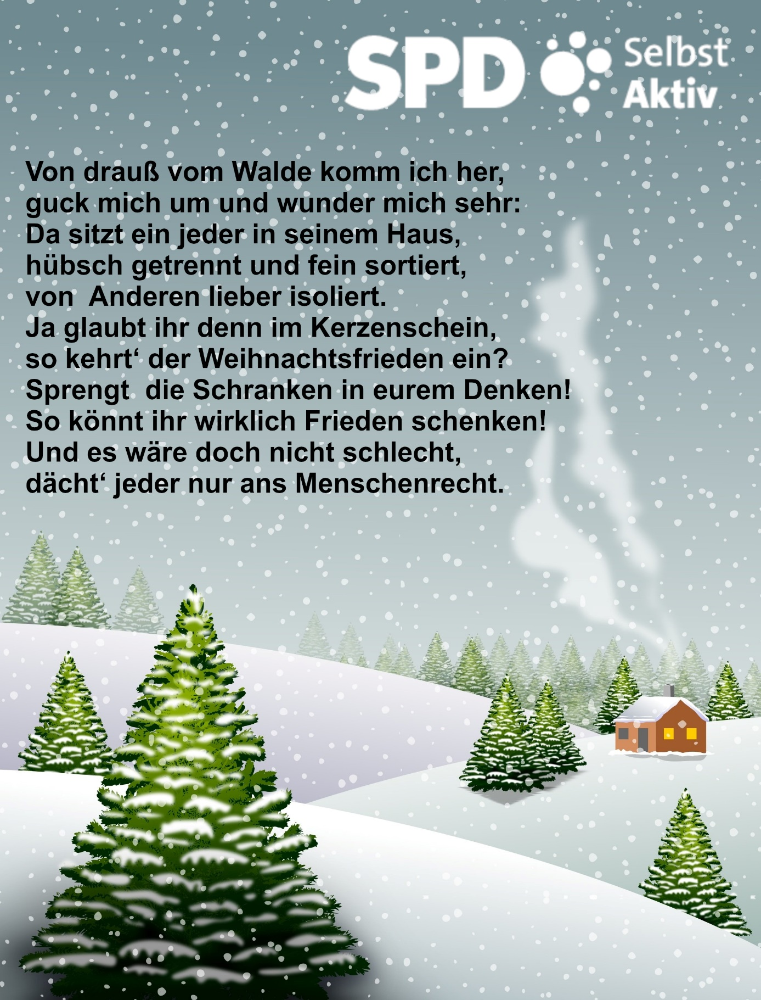 SPD Selbst
Aktiv
Von drauß vom Walde komm ich her,
guck mich um und wunder mich sehr:
Da sitzt ein jeder in seinem Haus,
hübsch getrennt und fein sortiert,
von  Anderen lieber isoliert.
Ja glaubt ihr denn im Kerzenschein,
so kehrt‘ der Weihnachtsfrieden ein?
Sprengt  die Schranken in eurem Denken!
So könnt ihr wirklich Frieden schenken!
Und es wäre doch nicht schlecht,
dächt‘ jeder nur ans Menschenrecht.